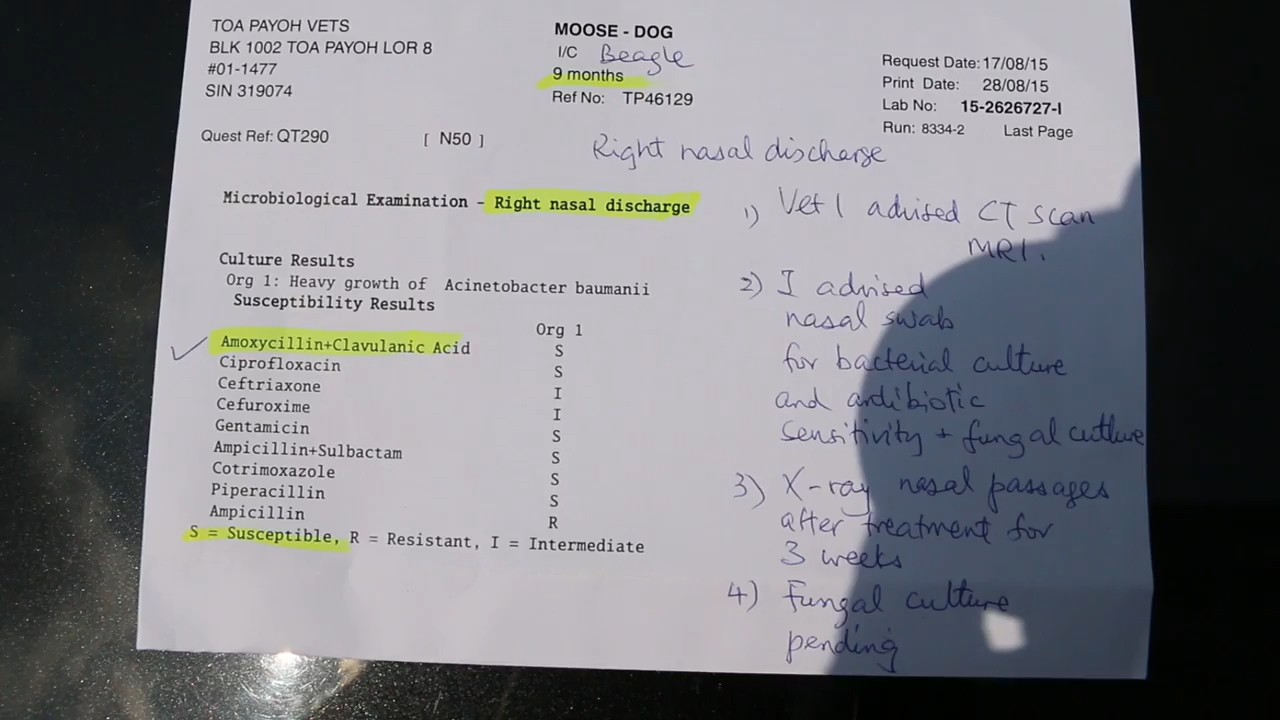 TOA PAYOH VETS
BLK 1002 TOA PAYOH LOR 8
#01-1477
SIN 319074
MOOSE - DOG
I/C Beagle
9 months
Ref No: TP46129
Request Date: 17/08/15
Print Date: 28/08/15
Lab No: 15-2626727-I
Run: 8334-2 Last Page
Quest Ref: QT290 [ N50 ]
Right nasal discharge
Microbiological Examination - Right nasal discharge
Culture Results
Org 1: Heavy growth of Acinetobacter baumanii
Susceptibility Results
Org 1
Amoxycillin+Clavulanic Acid S
Ciprofloxacin S
Ceftriaxone I
Cefuroxime I
Gentamicin S
Ampicillin+Sulbactam S
Cotrimoxazole S
Piperacillin S
Ampicillin R
S = Susceptible, R = Resistant, I = Intermediate
1) Vet 1 advised CT scan
MRI.
2) I advised
nasal swab
for bacterial culture
and antibiotic
sensitivity + fungal culture
3) X-ray nasal passages
after treatment for
3 weeks
4) Fungal culture
pending